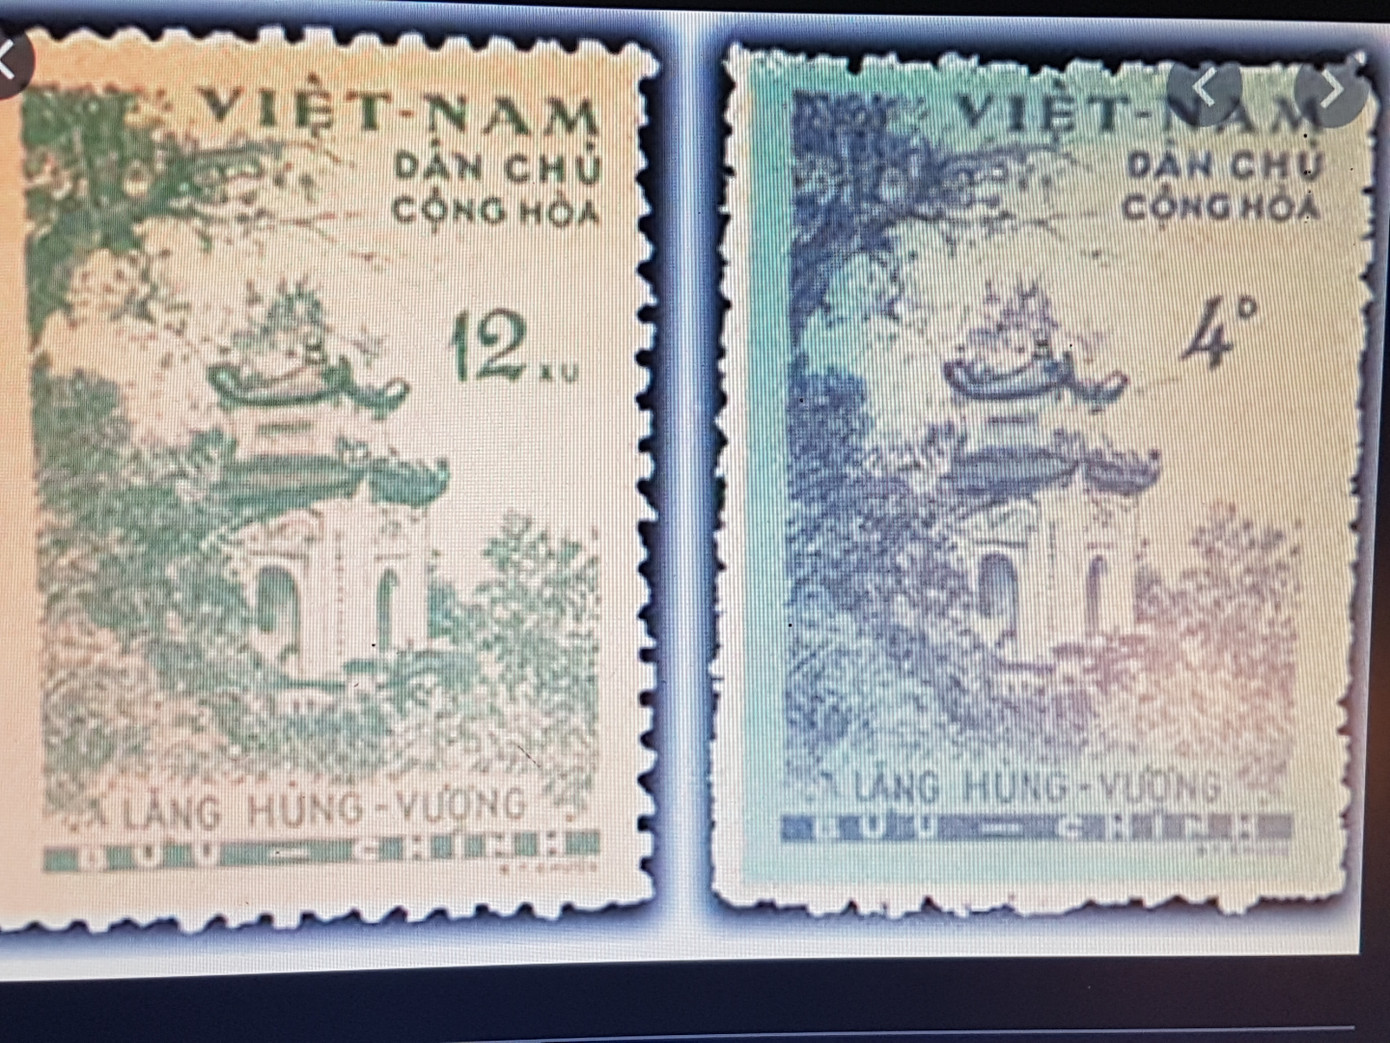 VIỆT-NAM
DÂN CHỦ
CỘNG HÒA
12 XU
LĂNG HÙNG-VƯƠNG
BƯU — CHÍNH
VIỆT-NAM
DÂN CHỦ
CỘNG HÒA
4Đ
LĂNG HÙNG-VƯƠNG
BƯU — CHÍNH